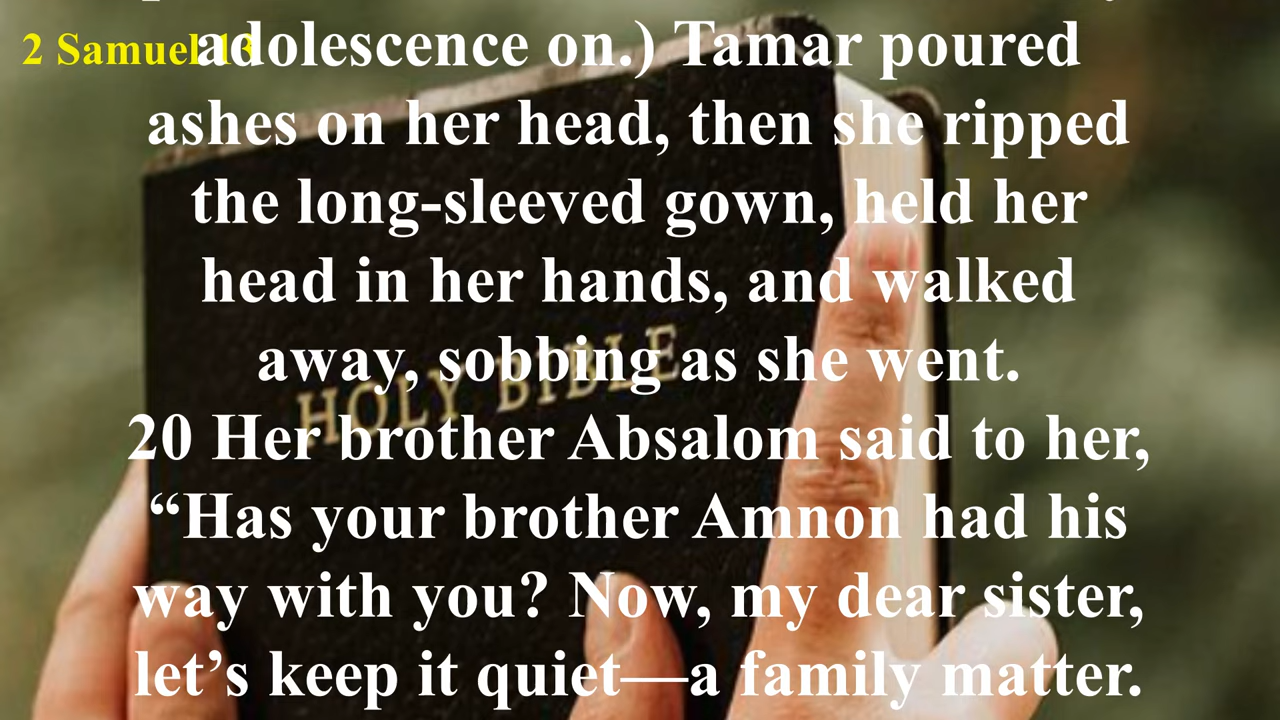 2 Samuel 13
adolescence on.) Tamar poured
ashes on her head, then she ripped
the long-sleeved gown, held her
head in her hands, and walked
away, sobbing as she went.
HOLY BIBLE
20 Her brother Absalom said to her,
“Has your brother Amnon had his
way with you? Now, my dear sister,
let’s keep it quiet—a family matter.